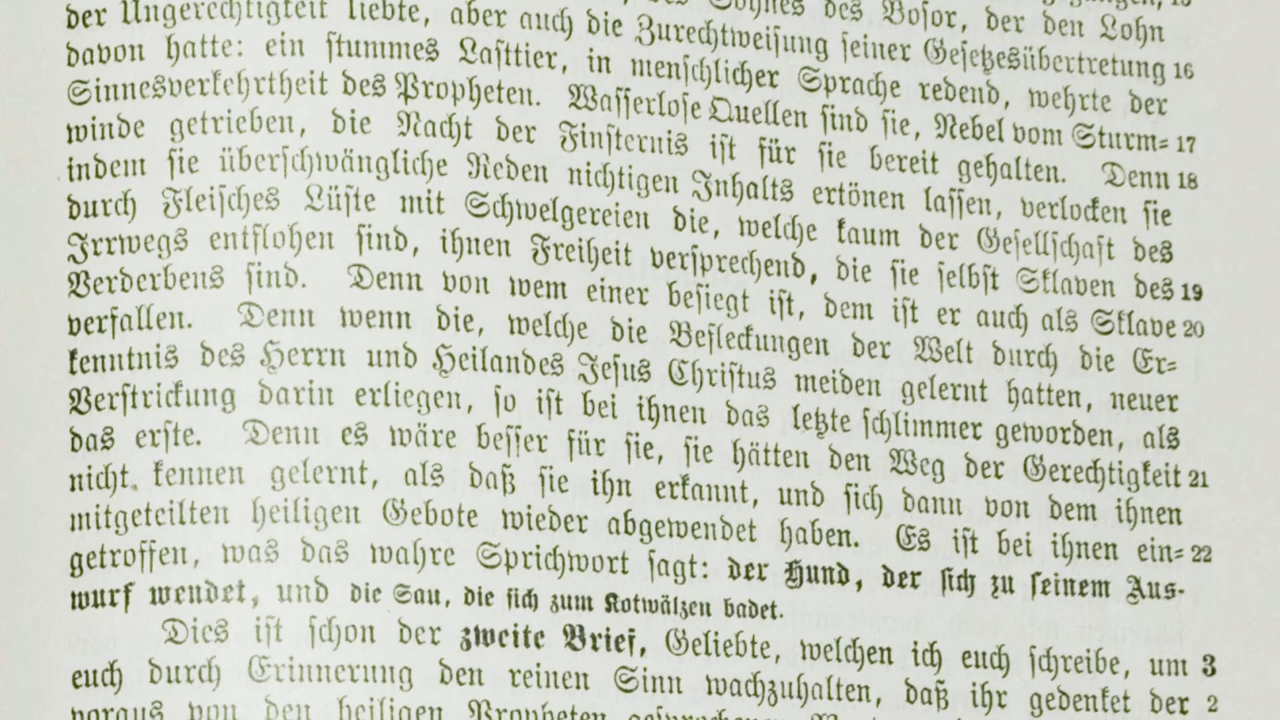 der Ungerechtigkeit liebte, aber auch die Zurechtweisung seiner Gesetzesübertretung 16
Sohnes des Bosor, der den Lohn
davon hatte: ein stummes Lasttier, in menschlicher Sprache redend, wehrte der
Sinnesverkehrtheit des Propheten. Wasserlose Quellen sind sie, Nebel vom Sturm= 17
winde getrieben, die Nacht der Finsternis ist für sie bereit gehalten. Denn 18
indem sie überschwängliche Reden nichtigen Inhalts ertönen lassen, verlocken sie
durch Fleisches Lüste mit Schwelgereien die, welche kaum der Gesellschaft des
Irrwegs entflohen sind, ihnen Freiheit versprechend, die sie selbst Sklaven des 19
Verderbens sind. Denn von wem einer besiegt ist, dem ist er auch als Sklave 20
verfallen. Denn wenn die, welche die Befleckungen der Welt durch die Er=
kenntnis des Herrn und Heilandes Jesus Christus meiden gelernt hatten, neuer
Verstrickung darin erliegen, so ist bei ihnen das letzte schlimmer geworden, als
das erste. Denn es wäre besser für sie, sie hätten den Weg der Gerechtigkeit 21
nicht kennen gelernt, als daß sie ihn erkannt, und sich dann von dem ihnen
mitgeteilten heiligen Gebote wieder abgewendet haben. Es ist bei ihnen ein= 22
getroffen, was das wahre Sprichwort sagt: der Hund, der sich zu seinem Aus-
wurf wendet, und die Sau, die sich zum Kotwälzen badet.
Dies ist schon der zweite Brief, Geliebte, welchen ich euch schreibe, um 3
euch durch Erinnerung den reinen Sinn wachzuhalten, daß ihr gedenket der 2
voraus von den heiligen Propheten